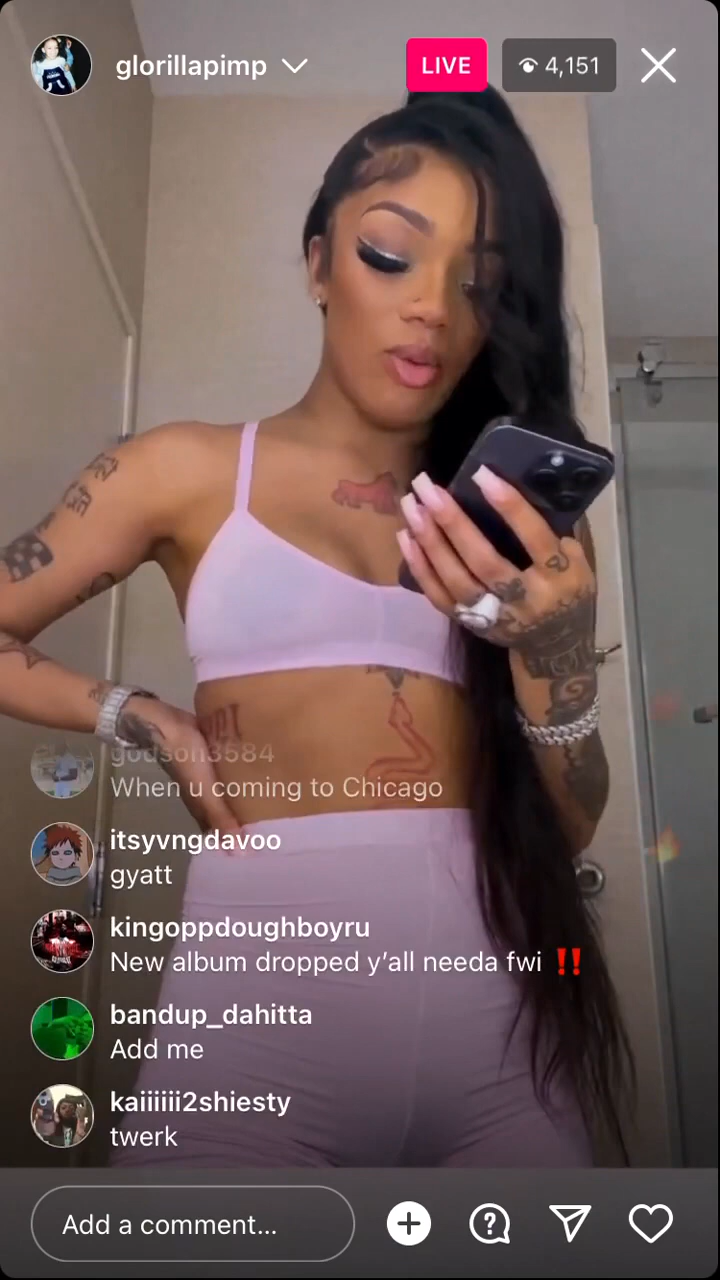 glorillapimp
LIVE
4,151
godson3584
When u coming to Chicago
itsyvngdavoo
gyatt
kingoppdoughboyru
New album dropped y’all needa fwi ‼️
bandup_dahitta
Add me
kaiiiiii2shiesty
twerk
Add a comment...